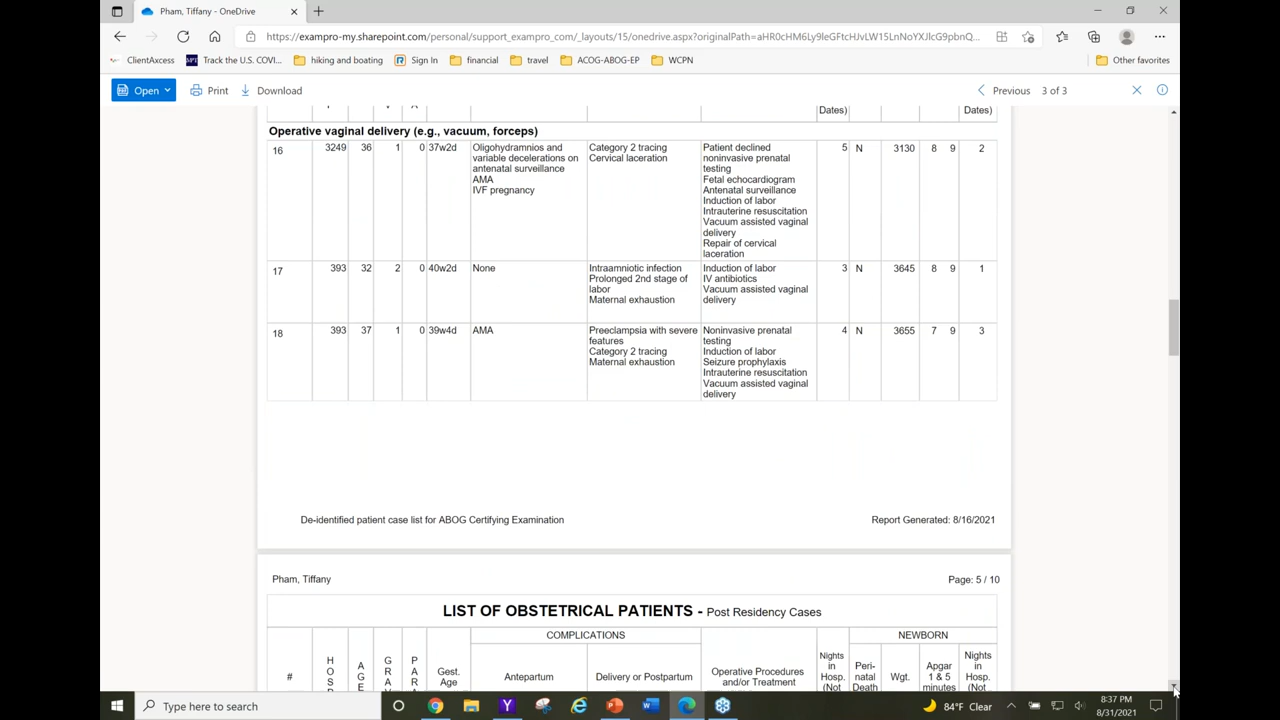 Pham, Tiffany - OneDrive
https://exampro-my.sharepoint.com/personal/support_exampro_com/_layouts/15/onedrive.aspx?originalPath=aHR0cHM6Ly9leGFtcHJvLW15LnNoYXJlcG9pbnQ...
ClientAxcess
Track the U.S. COVI...
hiking and boating
Sign In
financial
travel
ACOG-ABOG-EP
WCPN
Other favorites
Open
Print
Download
Previous
3 of 3
Dates)
Dates)
Operative vaginal delivery (e.g., vacuum, forceps)
16 3249 36 1 0 37w2d
Oligohydramnios and
variable decelerations on
antenatal surveillance
AMA
IVF pregnancy
Category 2 tracing
Cervical laceration
Patient declined
noninvasive prenatal
testing
Fetal echocardiogram
Antenatal surveillance
Induction of labor
Intrauterine resuscitation
Vacuum assisted vaginal
delivery
Repair of cervical
laceration
5 N 3130 8 9 2
17 393 32 2 0 40w2d
None
Intraamniotic infection
Prolonged 2nd stage of
labor
Maternal exhaustion
Induction of labor
IV antibiotics
Vacuum assisted vaginal
delivery
3 N 3645 8 9 1
18 393 37 1 0 39w4d
AMA
Preeclampsia with severe
features
Category 2 tracing
Maternal exhaustion
Noninvasive prenatal
testing
Induction of labor
Seizure prophylaxis
Intrauterine resuscitation
Vacuum assisted vaginal
delivery
4 N 3655 7 9 3
De-identified patient case list for ABOG Certifying Examination
Report Generated: 8/16/2021
Pham, Tiffany
Page: 5 / 10
LIST OF OBSTETRICAL PATIENTS - Post Residency Cases
COMPLICATIONS
NEWBORN
#
H
O
S
P
A
G
E
G
R
A
V
P
A
R
A
Gest.
Age
Antepartum
Delivery or Postpartum
Operative Procedures
and/or Treatment
Nights
in
Hosp.
(Not
Peri-
natal
Death
Wgt.
Apgar
1 & 5
minutes
Nights
in
Hosp.
(Not
Type here to search
84°F Clear
8:37 PM
8/31/2021